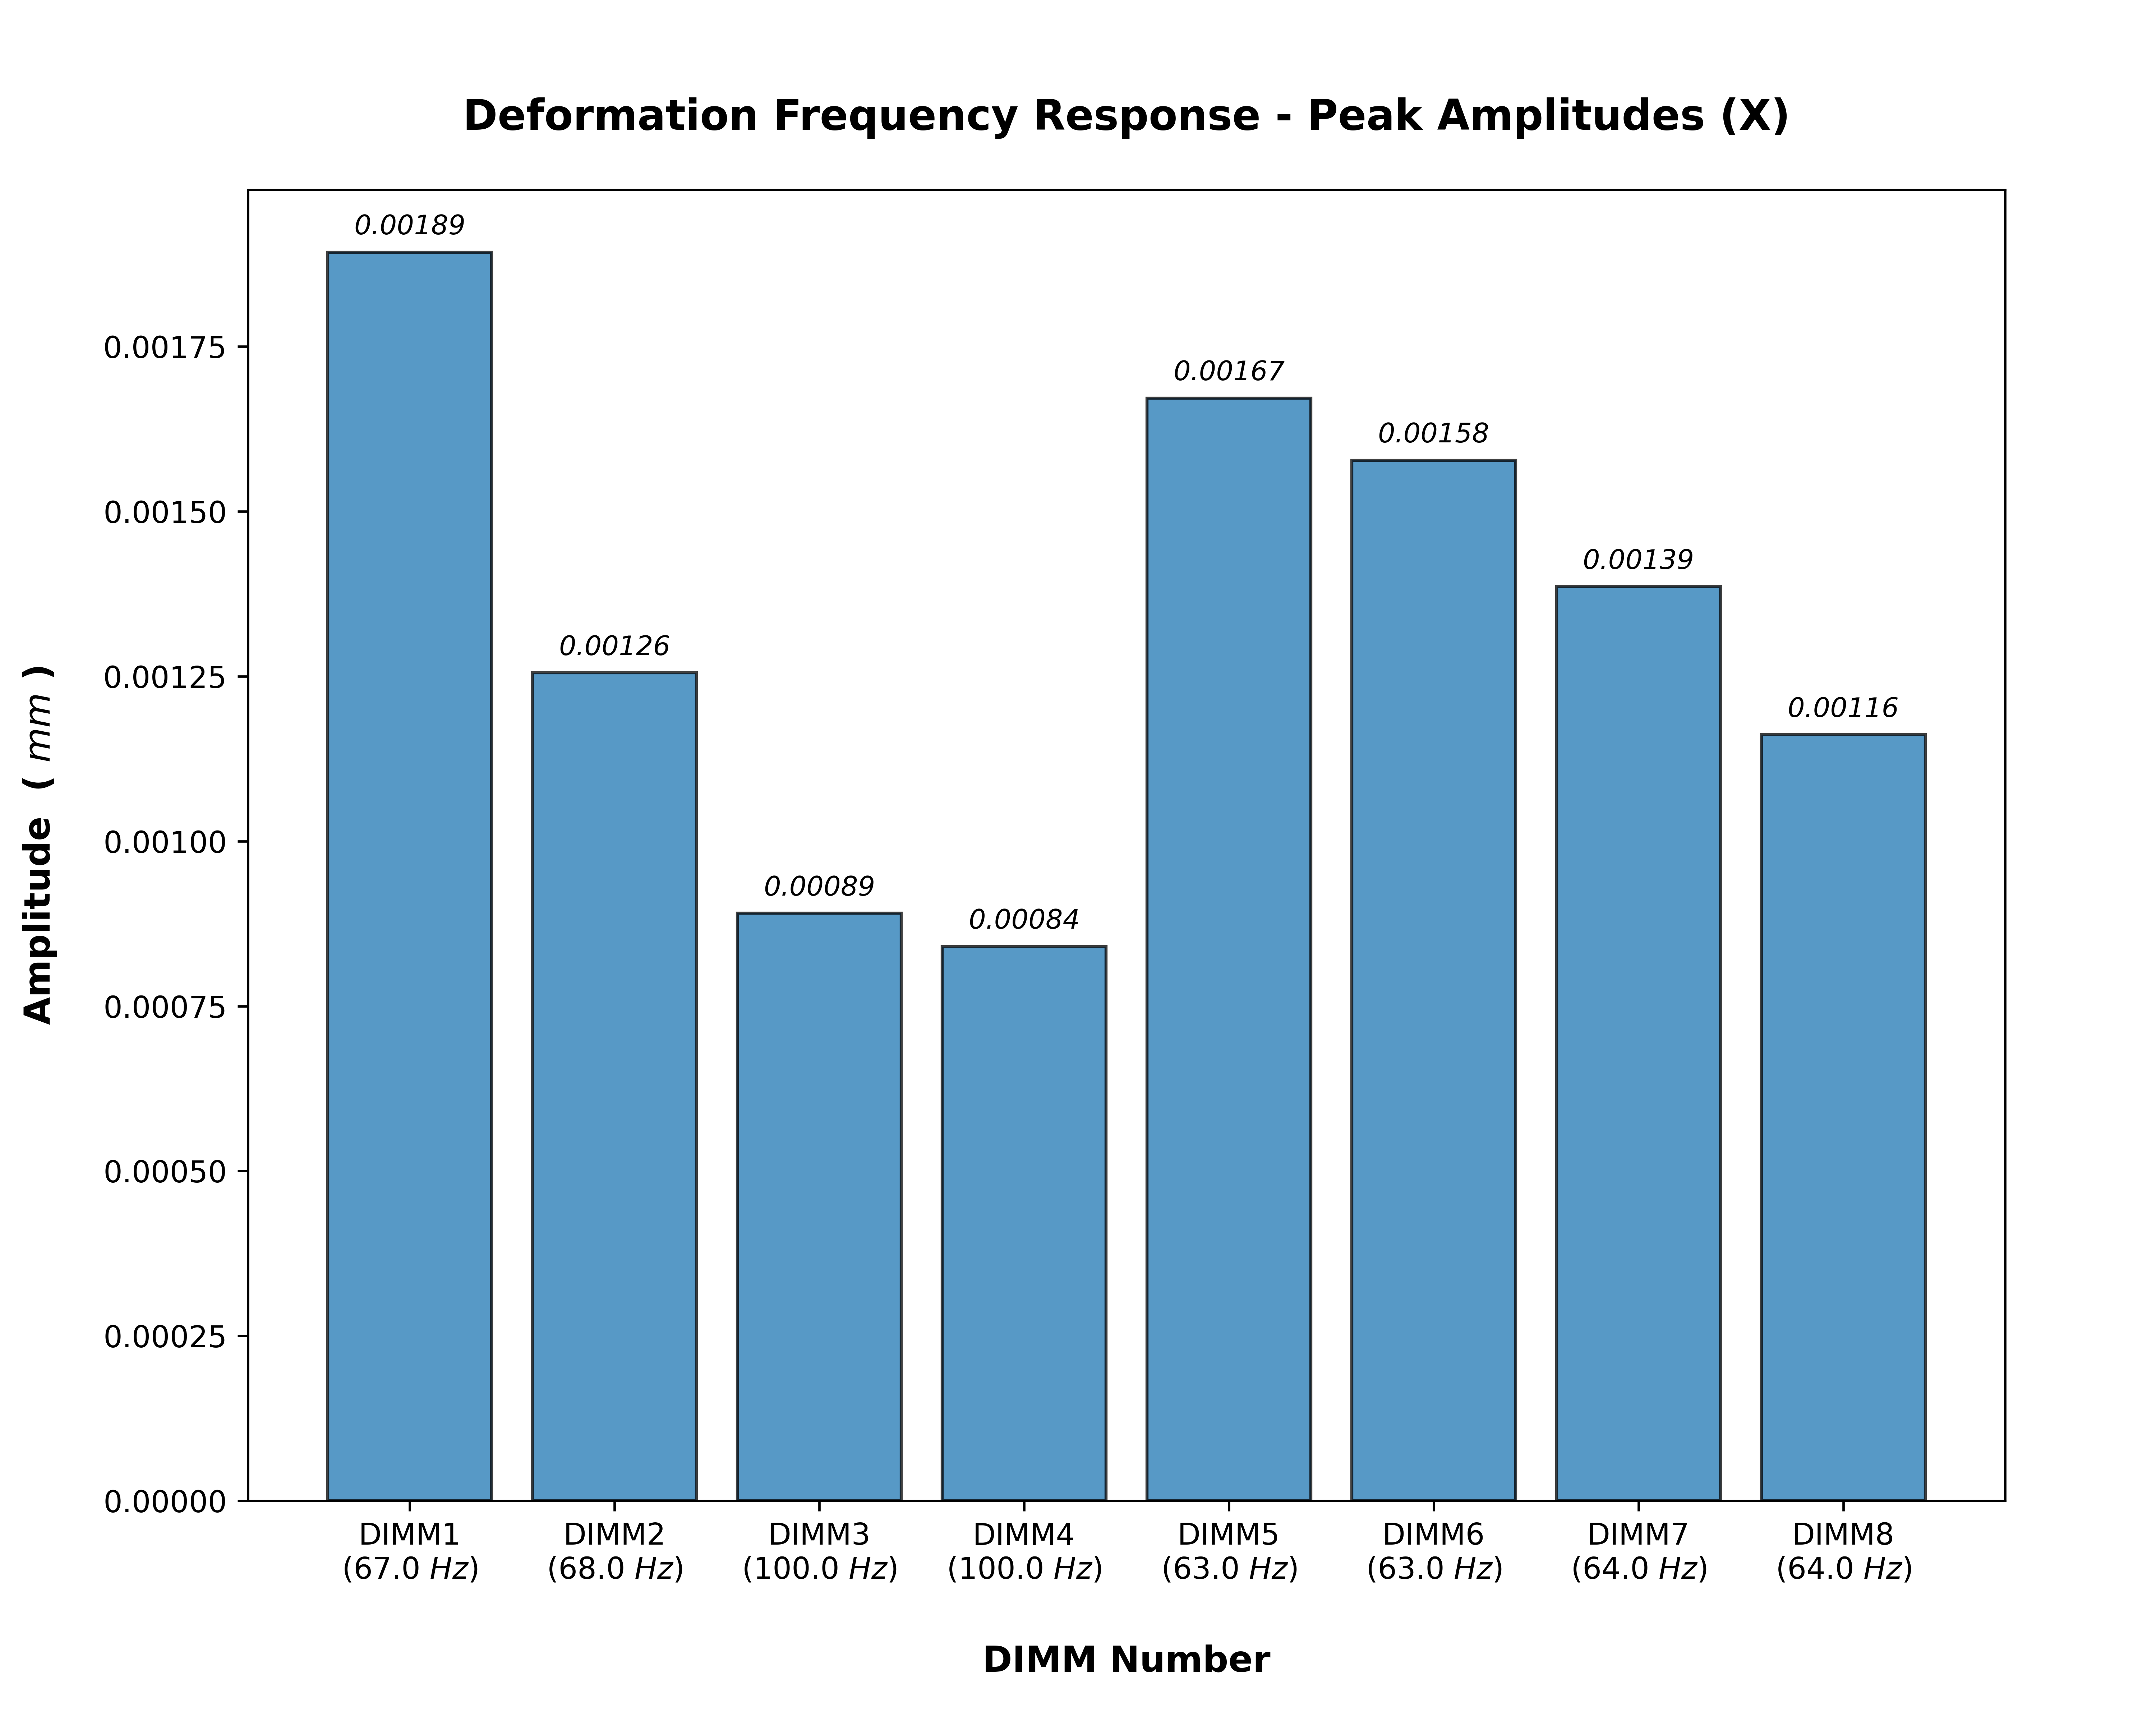 Deformation Frequency Response - Peak Amplitudes (X)
0.00189
0.00126
0.00089
0.00084
0.00167
0.00158
0.00139
0.00116
Amplitude ( mm )
0.00175
0.00150
0.00125
0.00100
0.00075
0.00050
0.00025
0.00000
DIMM1
(67.0 Hz)
DIMM2
(68.0 Hz)
DIMM3
(100.0 Hz)
DIMM4
(100.0 Hz)
DIMM5
(63.0 Hz)
DIMM6
(63.0 Hz)
DIMM7
(64.0 Hz)
DIMM8
(64.0 Hz)
DIMM Number